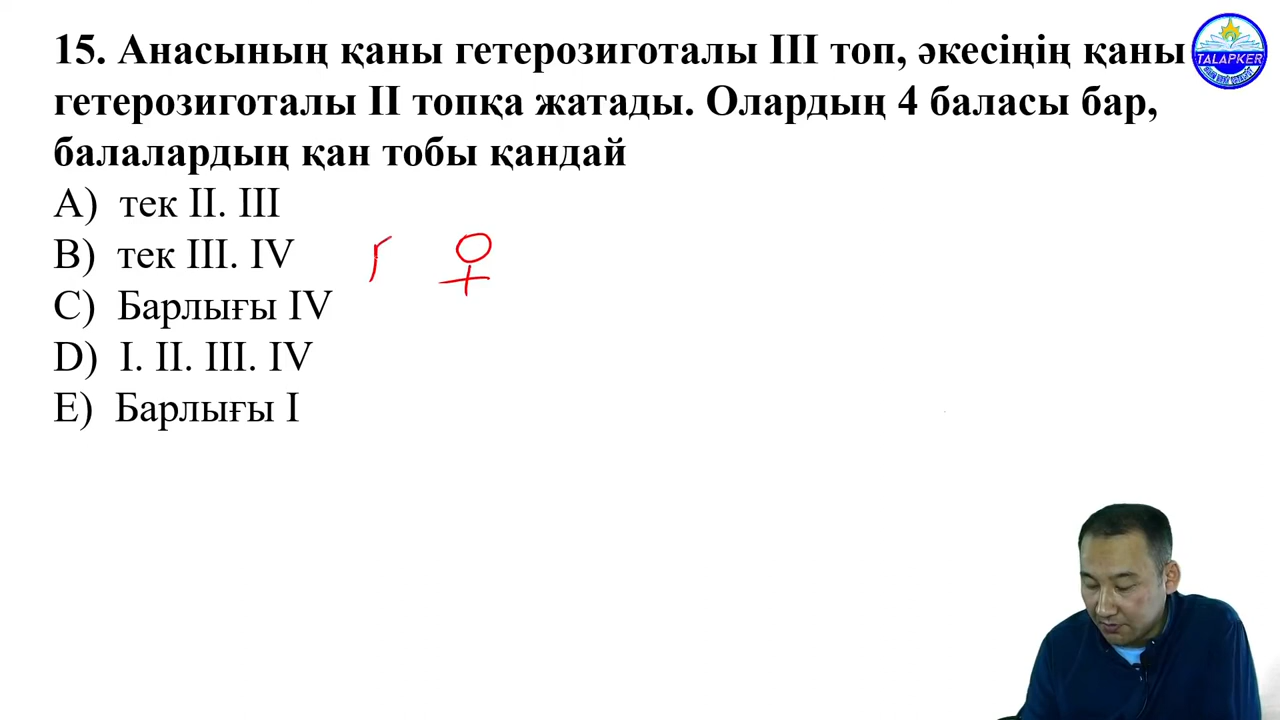 15. Анасының қаны гетерозиготалы III топ, әкесіңің қаны
гетерозиготалы II топқа жатады. Олардың 4 баласы бар,
балалардың қан тобы қандай
A) тек II. III
B) тек III. IV
C) Барлығы IV
D) I. II. III. IV
E) Барлығы I
♀
TALAPKER